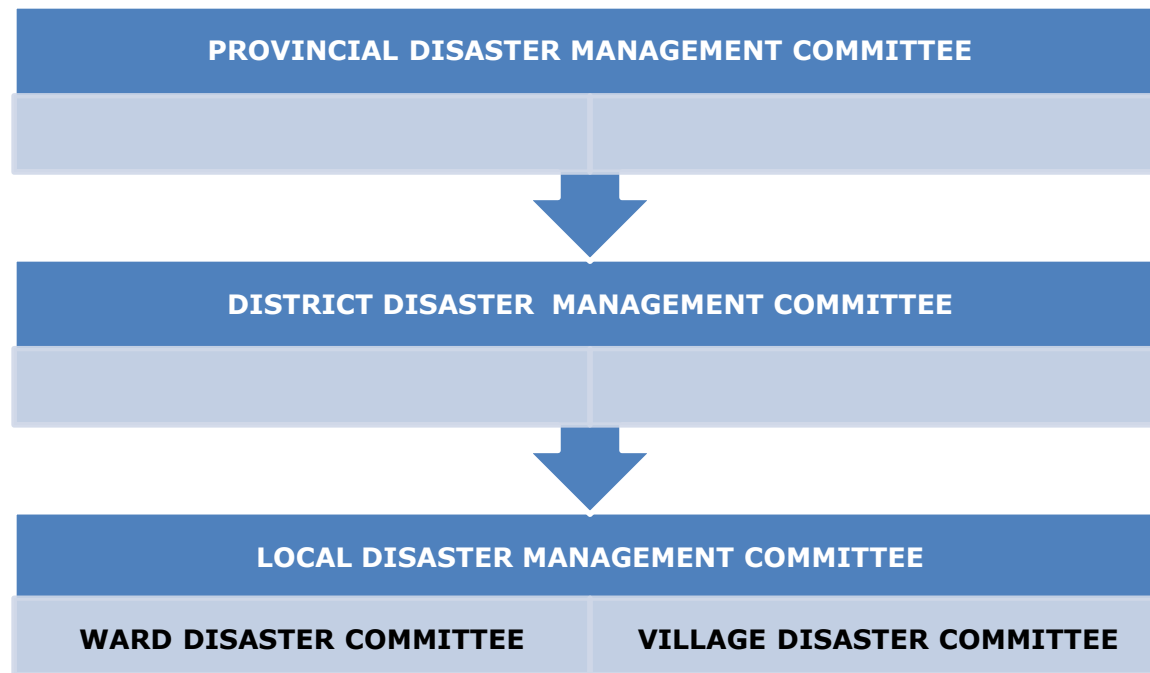 PROVINCIAL DISASTER MANAGEMENT COMMITTEE
DISTRICT DISASTER  MANAGEMENT COMMITTEE
LOCAL DISASTER MANAGEMENT COMMITTEE
WARD DISASTER COMMITTEE
VILLAGE DISASTER COMMITTEE